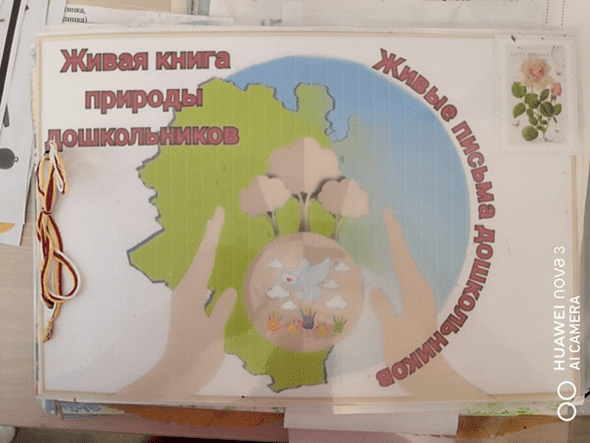 Живая книга
природы
дошкольников
Живые письма дошкольников
HUAWEI nova 3
AI CAMERA